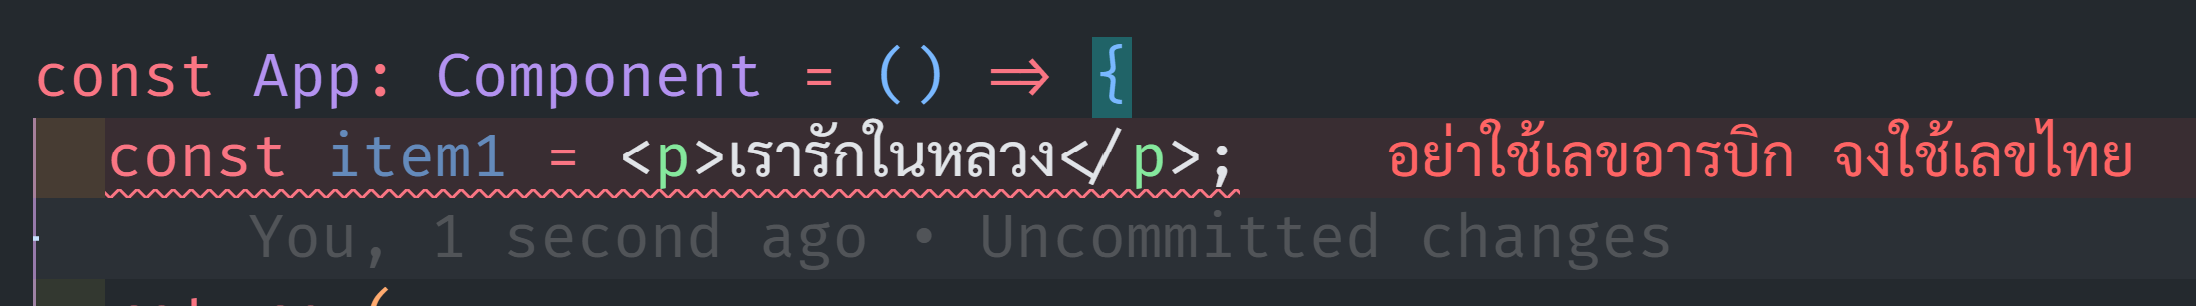 const App: Component = () => {
const item1 = <p>เรารักในหลวง</p>; อย่าใช้เลขอารบิก จงใช้เลขไทย
You, 1 second ago • Uncommitted changes